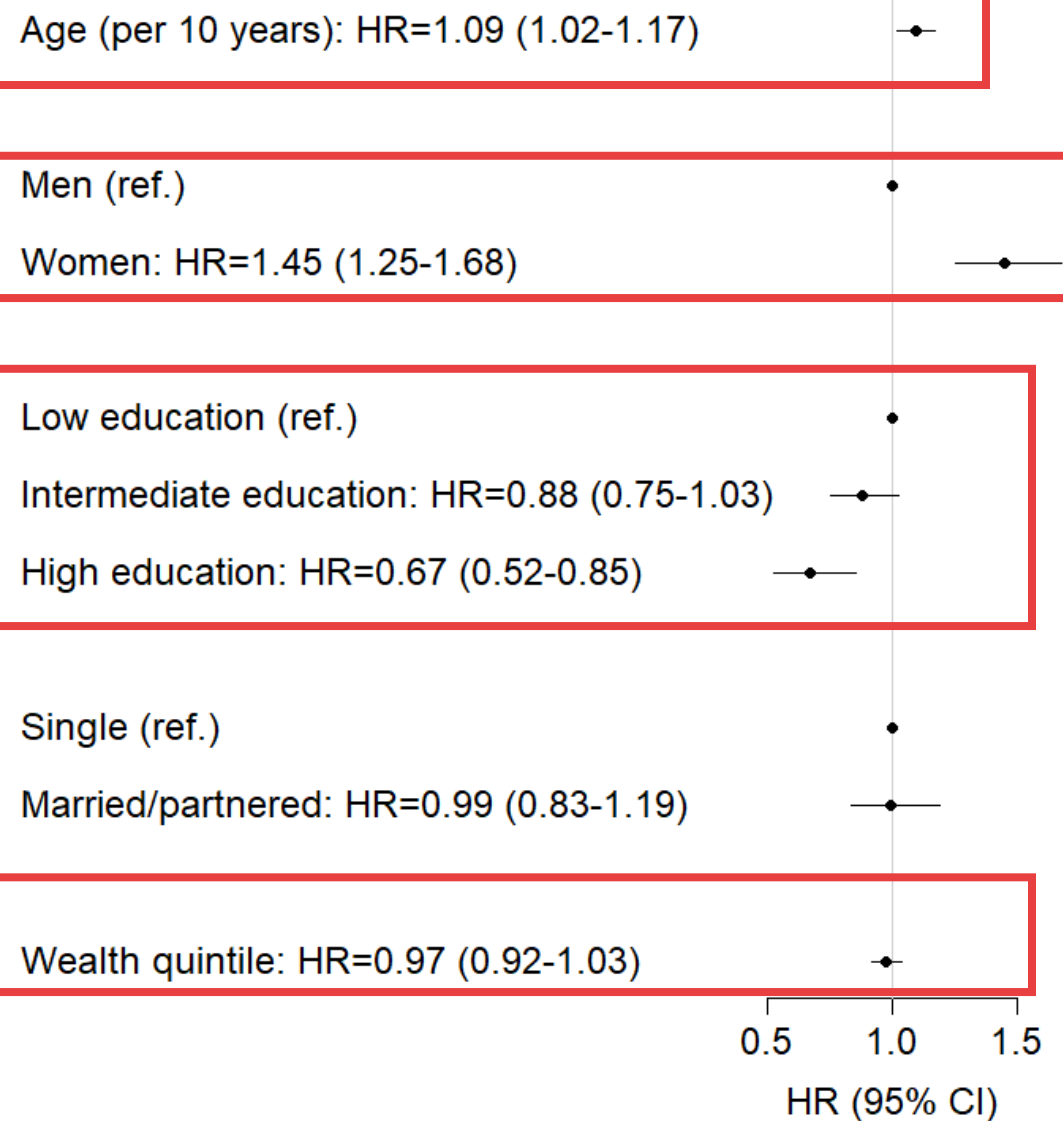 Age (per 10 years): HR=1.09 (1.02-1.17)
Men (ref.)
Women: HR=1.45 (1.25-1.68)
Low education (ref.)
Intermediate education: HR=0.88 (0.75-1.03)
High education: HR=0.67 (0.52-0.85)
Single (ref.)
Married/partnered: HR=0.99 (0.83-1.19)
Wealth quintile: HR=0.97 (0.92-1.03)
0.5 1.0 1.5
HR (95% CI)